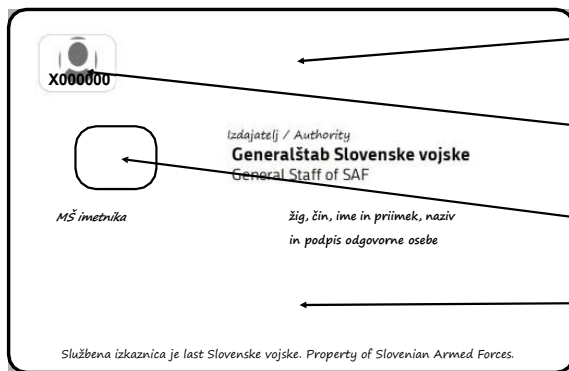 X000000
Izdajatelj / Authority
Generalštab Slovenske vojske
General Staff of SAF
MŠ imetnika
žig, čin, ime in priimek, naziv
in podpis odgovorne osebe
Službena izkaznica je last Slovenske vojske. Property of Slovenian Armed Forces.